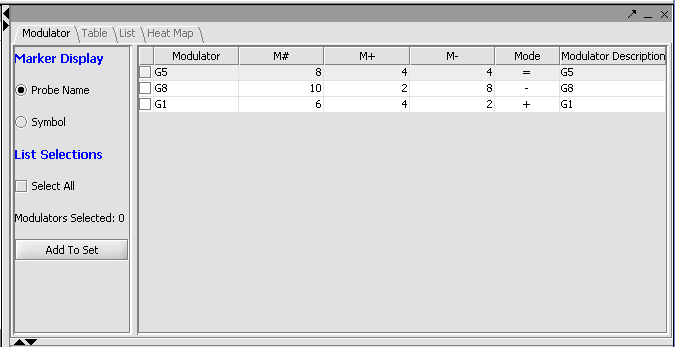 Modulator Table List Heat Map
Marker Display
Probe Name
Symbol
List Selections
Select All
Modulators Selected: 0
Add To Set
Modulator M# M+ M- Mode Modulator Description
G5 8 4 4 = G5
G8 10 2 8 - G8
G1 6 4 2 + G1